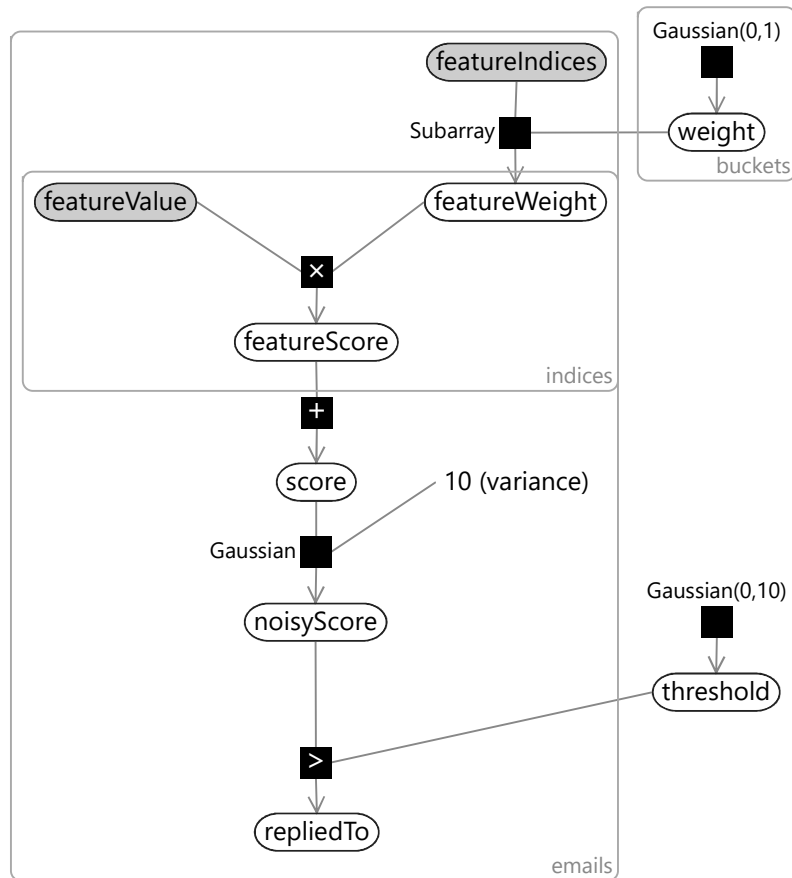 Gaussian(0,1)
featureIndices
Subarray
weight
buckets
featureValue
featureWeight
×
featureScore
indices
+
score
10 (variance)
Gaussian
Gaussian(0,10)
noisyScore
threshold
>
repliedTo
emails